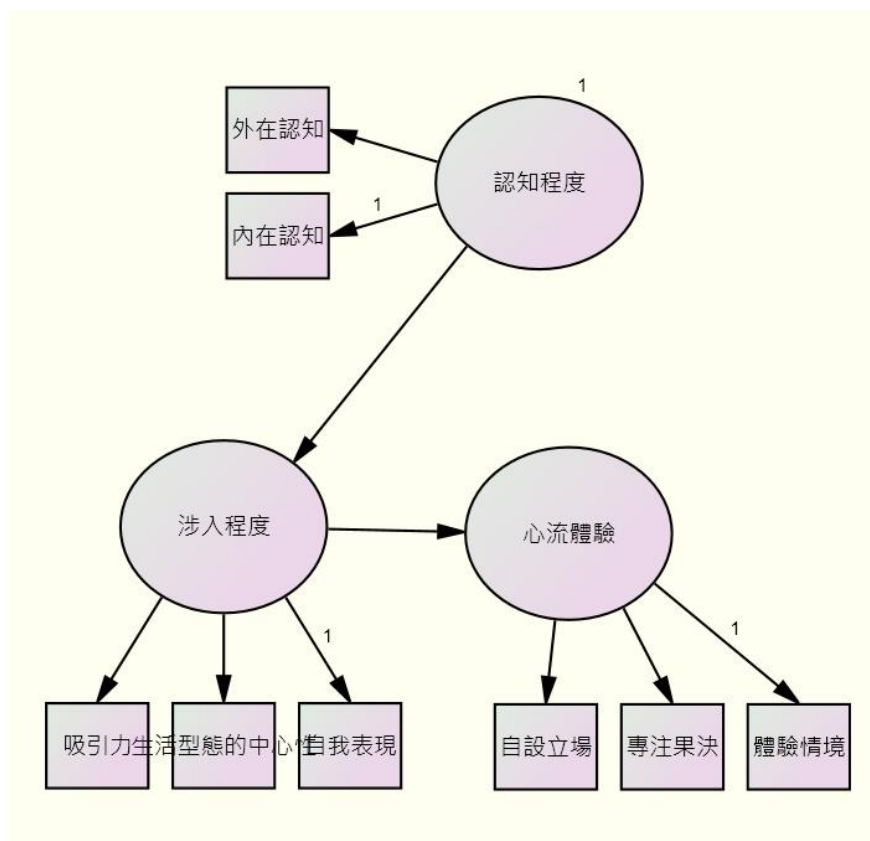 1
外在認知
認知程度
1
內在認知
涉入程度
心流體驗
1
1
吸引力
生活型態的中心性
自我表現
自設立場
專注果決
體驗情境